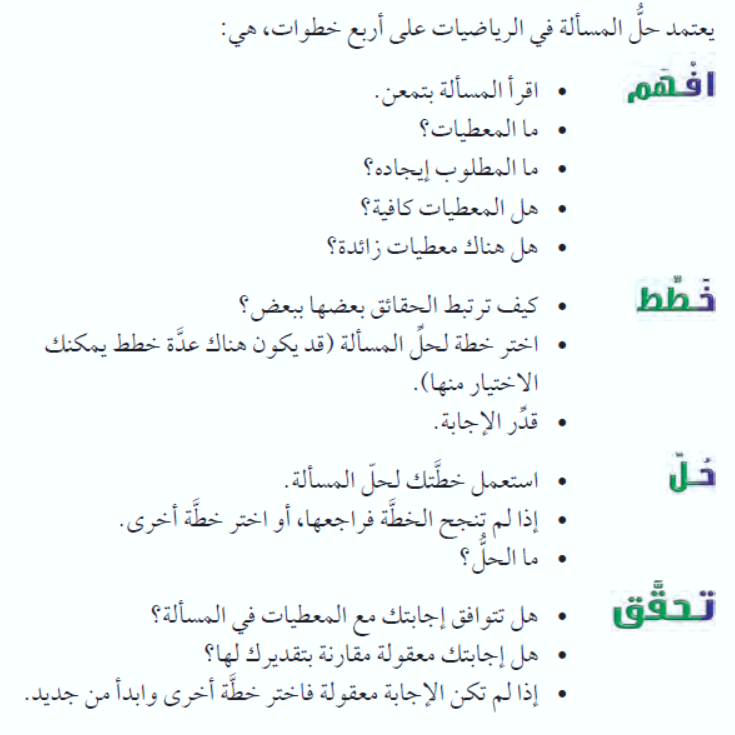 يعتمد حلُّ المسألة في الرياضيات على أربع خطوات، هي:
افْهَم
• اقرأ المسألة بتمعن.
• ما المعطيات؟
• ما المطلوب إيجاده؟
• هل المعطيات كافية؟
• هل هناك معطيات زائدة؟
خَطِّط
• كيف ترتبط الحقائق بعضها ببعض؟
• اختر خطة لحلِّ المسألة (قد يكون هناك عدَّة خطط يمكنك
الاختيار منها).
• قدِّر الإجابة.
حُلّ
• استعمل خطَّتك لحلّ المسألة.
• إذا لم تنجح الخطَّة فراجعها، أو اختر خطَّة أخرى.
• ما الحلُّ؟
تحقَّق
• هل تتوافق إجابتك مع المعطيات في المسألة؟
• هل إجابتك معقولة مقارنة بتقديرك لها؟
• إذا لم تكن الإجابة معقولة فاختر خطَّة أخرى وابدأ من جديد.